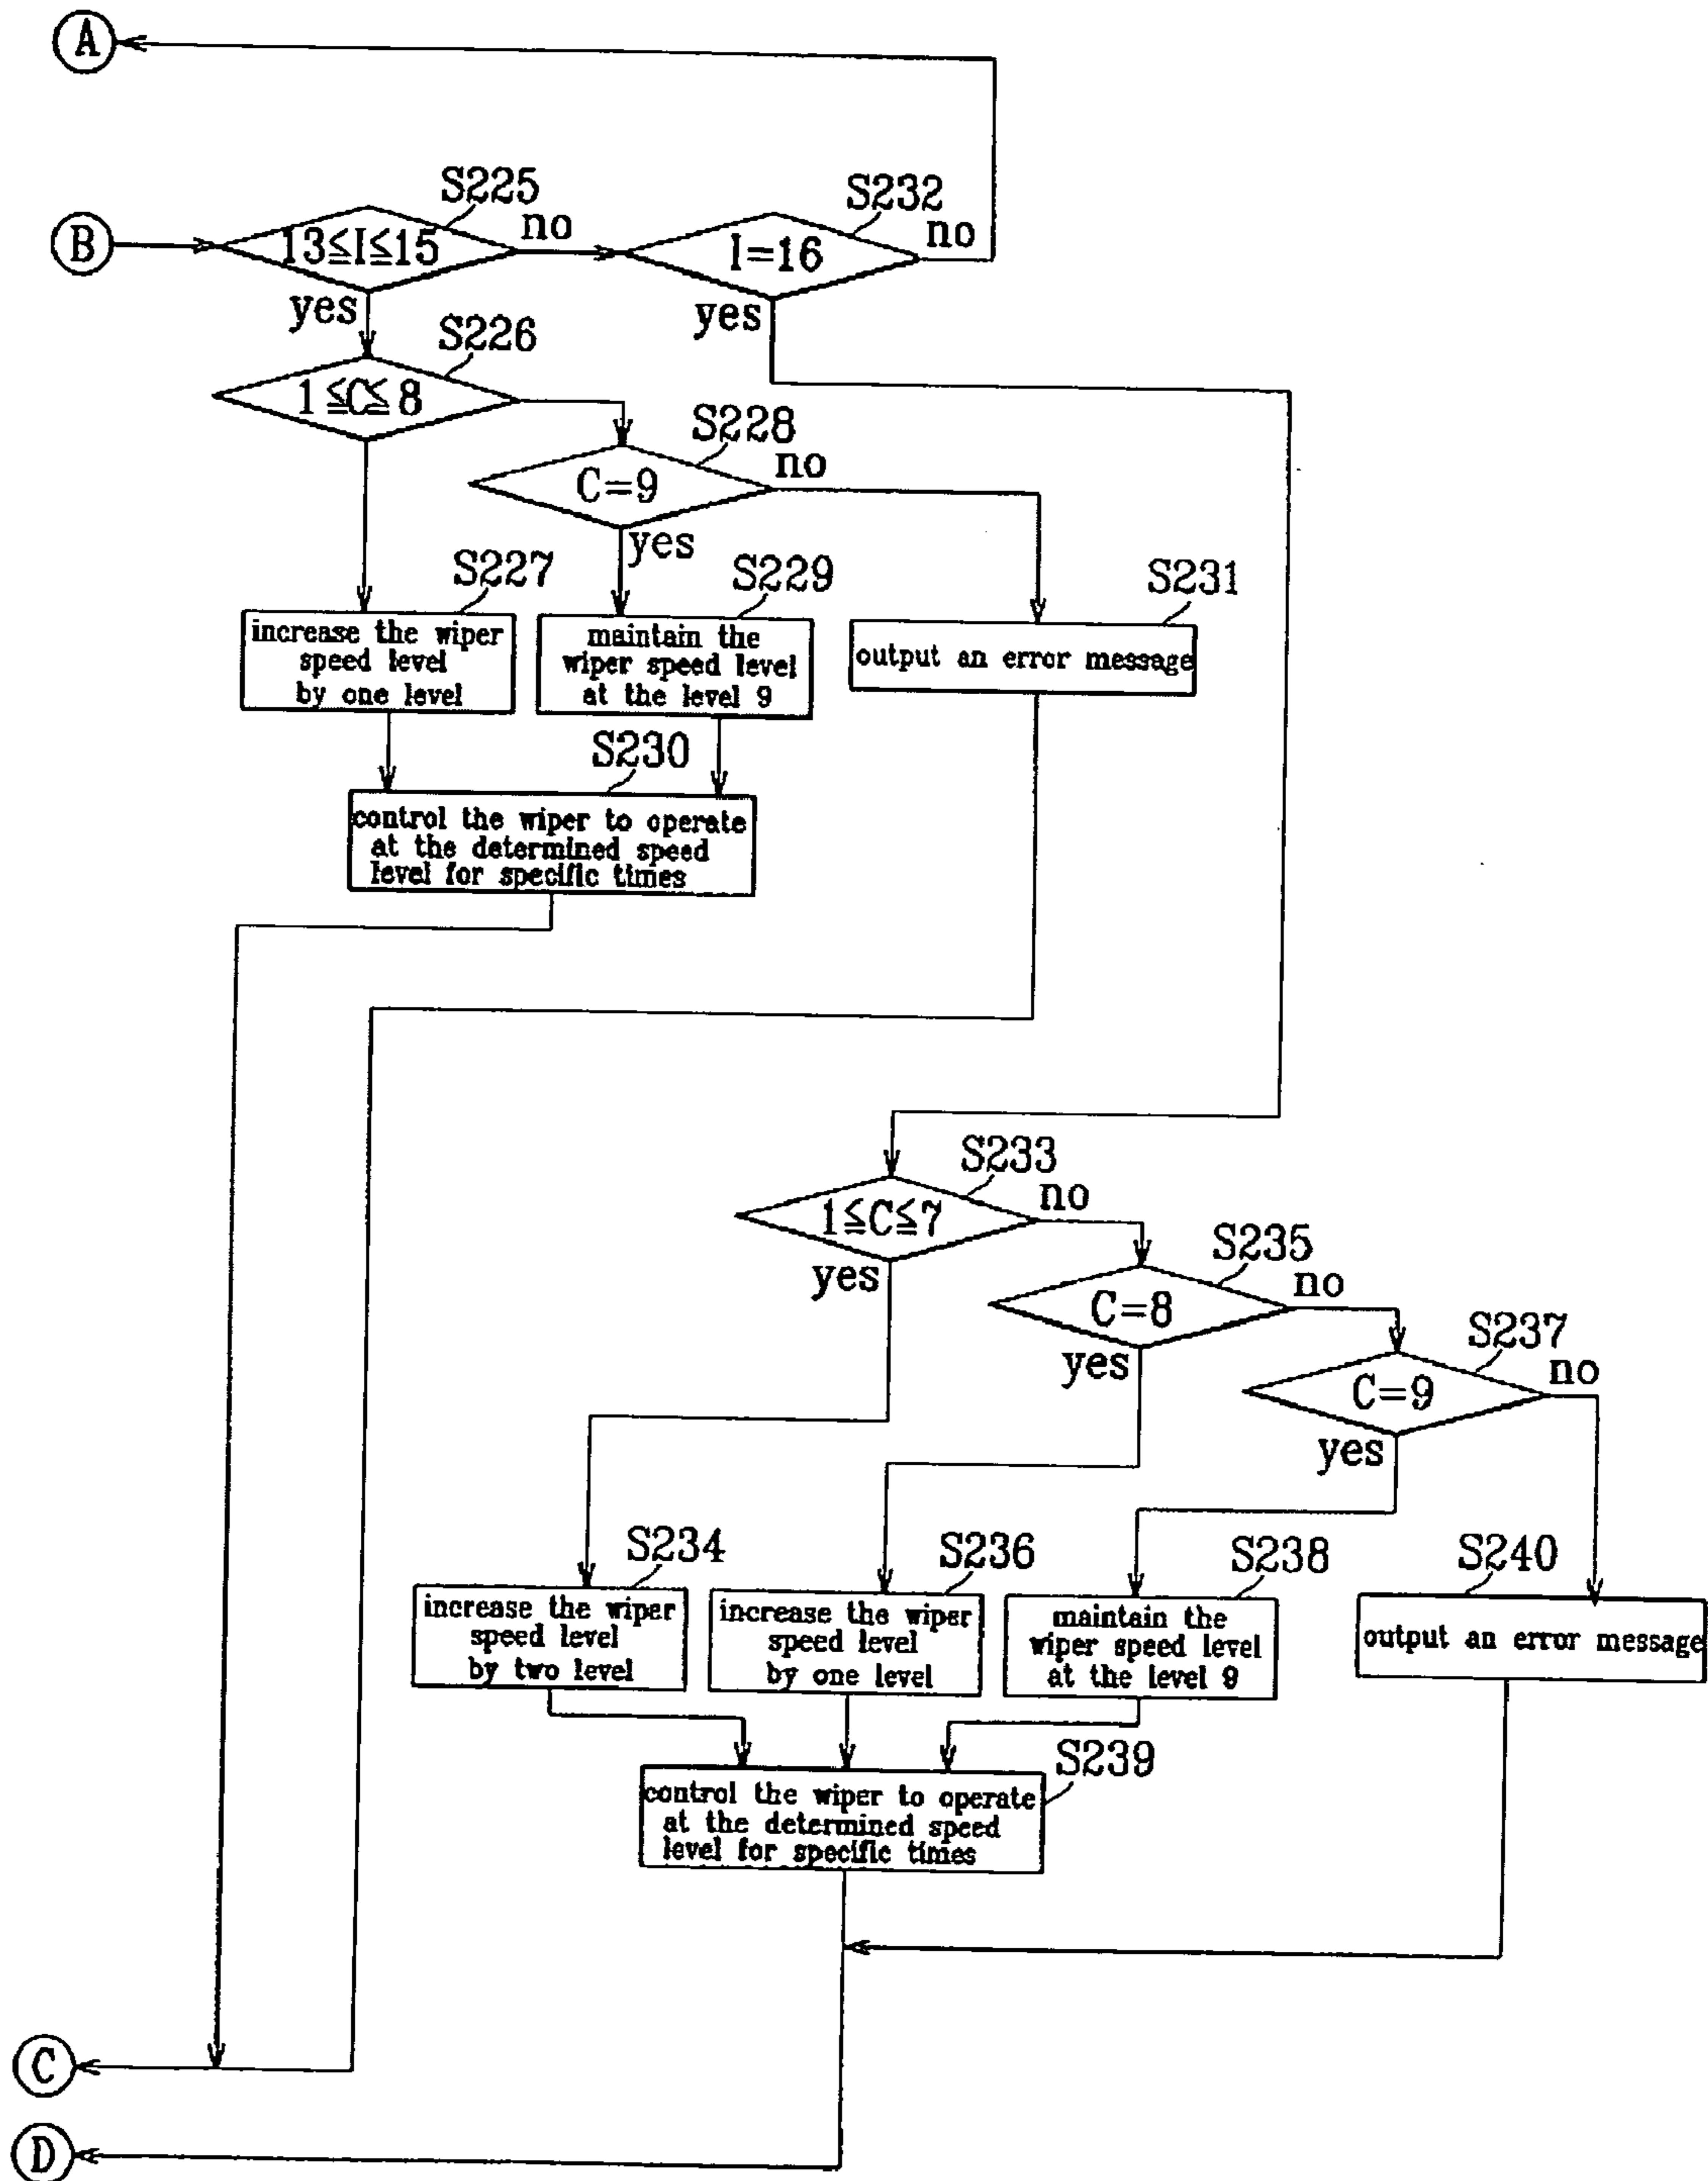 A
S225
S232
B
13≦I≦15
no
I=16
no
yes
yes
S226
1≦C≦8
S228
C=9
no
yes
S227
S229
S231
increase the wiper
speed level
by one level
maintain the
wiper speed level
at the level 9
output an error message
S230
control the wiper to operate
at the determined speed
level for specific times
S233
1≦C≦7
no
yes
S235
C=8
no
yes
S237
C=9
no
yes
S234
S236
S238
S240
increase the wiper
speed level
by two level
increase the wiper
speed level
by one level
maintain the
wiper speed level
at the level 9
output an error message
S239
control the wiper to operate
at the determined speed
level for specific times
C
D